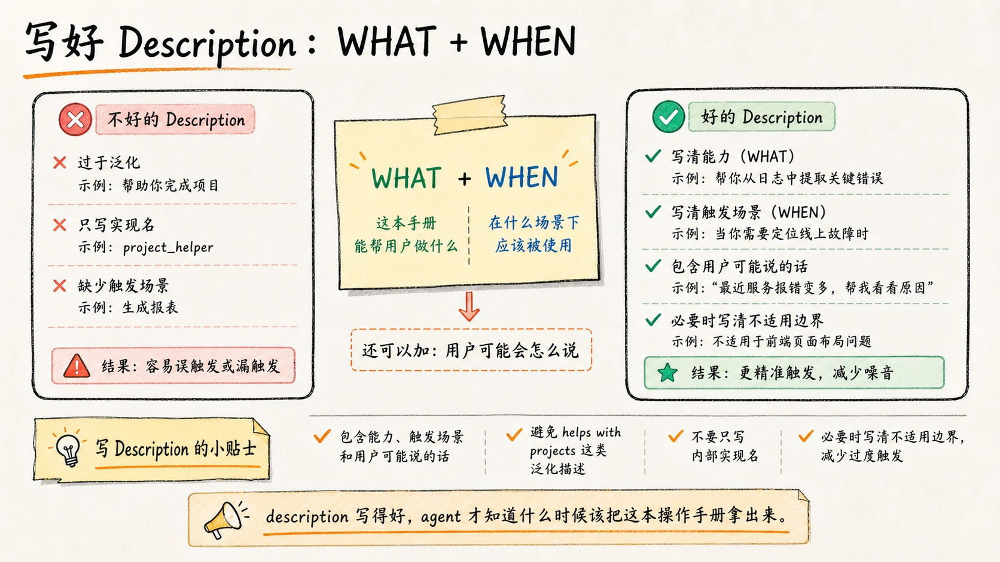 写好 Description：WHAT + WHEN
不好的 Description
过于泛化
示例：帮助你完成项目
只写实现名
示例：project_helper
缺少触发场景
示例：生成报表
结果：容易误触发或漏触发
WHAT + WHEN
这本手册
能帮用户做什么
在什么场景下
应该被使用
还可以加：用户可能会怎么说
好的 Description
写清能力（WHAT）
示例：帮你从日志中提取关键错误
写清触发场景（WHEN）
示例：当你需要定位线上故障时
包含用户可能说的话
示例：“最近服务报错变多，帮我看看原因”
必要时写清不适用边界
示例：不适用于前端页面布局问题
结果：更精准触发，减少噪音
写 Description 的小贴士
包含能力、触发场景
和用户可能说的话
避免 helps with
projects 这类
泛化描述
不要只写
内部实现名
必要时写清不适用边界，
减少过度触发
description 写得好，agent 才知道什么时候该把这本操作手册拿出来。